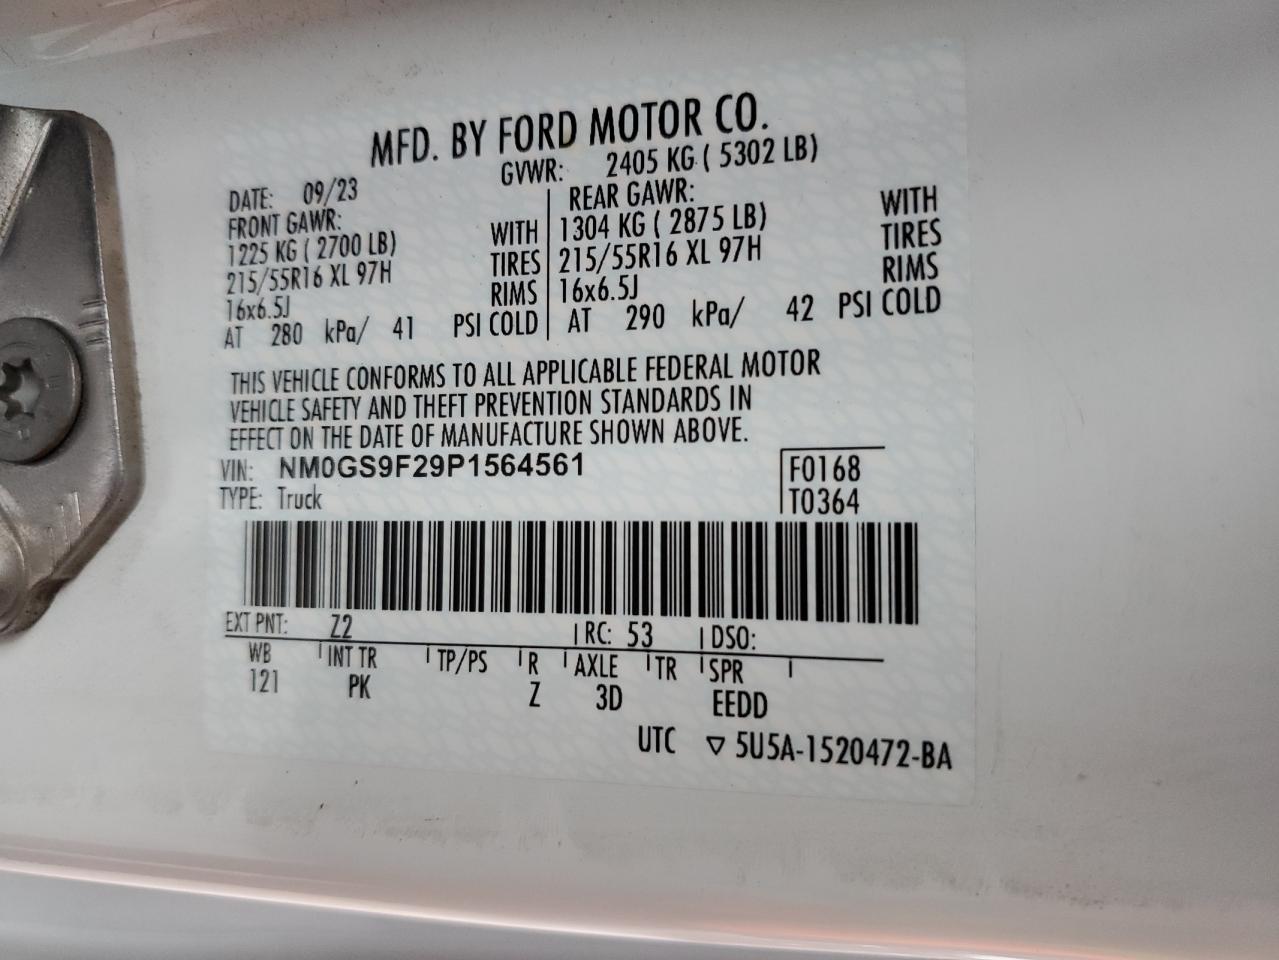 MFD. BY FORD MOTOR CO.
DATE: 09/23 GVWR: 2405 KG ( 5302 LB)
FRONT GAWR: REAR GAWR:
1225 KG ( 2700 LB) WITH 1304 KG ( 2875 LB) WITH
215/55R16 XL 97H TIRES 215/55R16 XL 97H TIRES
16x6.5J RIMS 16x6.5J RIMS
AT 280 kPa/ 41 PSI COLD AT 290 kPa/ 42 PSI COLD
THIS VEHICLE CONFORMS TO ALL APPLICABLE FEDERAL MOTOR
VEHICLE SAFETY AND THEFT PREVENTION STANDARDS IN
EFFECT ON THE DATE OF MANUFACTURE SHOWN ABOVE.
VIN: NM0GS9F29P1564561 F0168
TYPE: Truck T0364
EXT PNT: Z2 RC: 53 DSO:
WB INT TR TP/PS R AXLE TR SPR
121 PK Z 3D EEDD
UTC ▽ 5U5A-1520472-BA